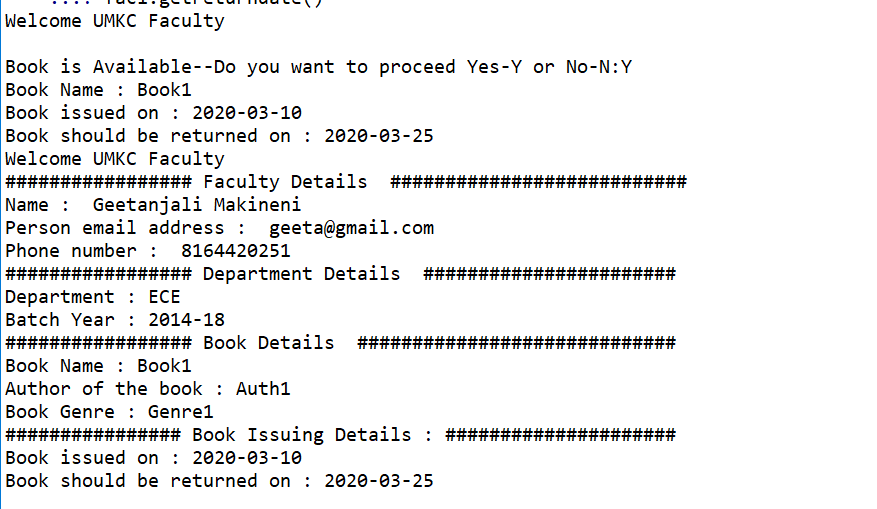 ....: fac1.getreturndate()
Welcome UMKC Faculty
Book is Available--Do you want to proceed Yes-Y or No-N:Y
Book Name : Book1
Book issued on : 2020-03-10
Book should be returned on : 2020-03-25
Welcome UMKC Faculty
################# Faculty Details  ###########################
Name :  Geetanjali Makineni
Person email address :  geeta@gmail.com
Phone number :  8164420251
################# Department Details  #######################
Department : ECE
Batch Year : 2014-18
################# Book Details  #############################
Book Name : Book1
Author of the book : Auth1
Book Genre : Genre1
################ Book Issuing Details : #####################
Book issued on : 2020-03-10
Book should be returned on : 2020-03-25